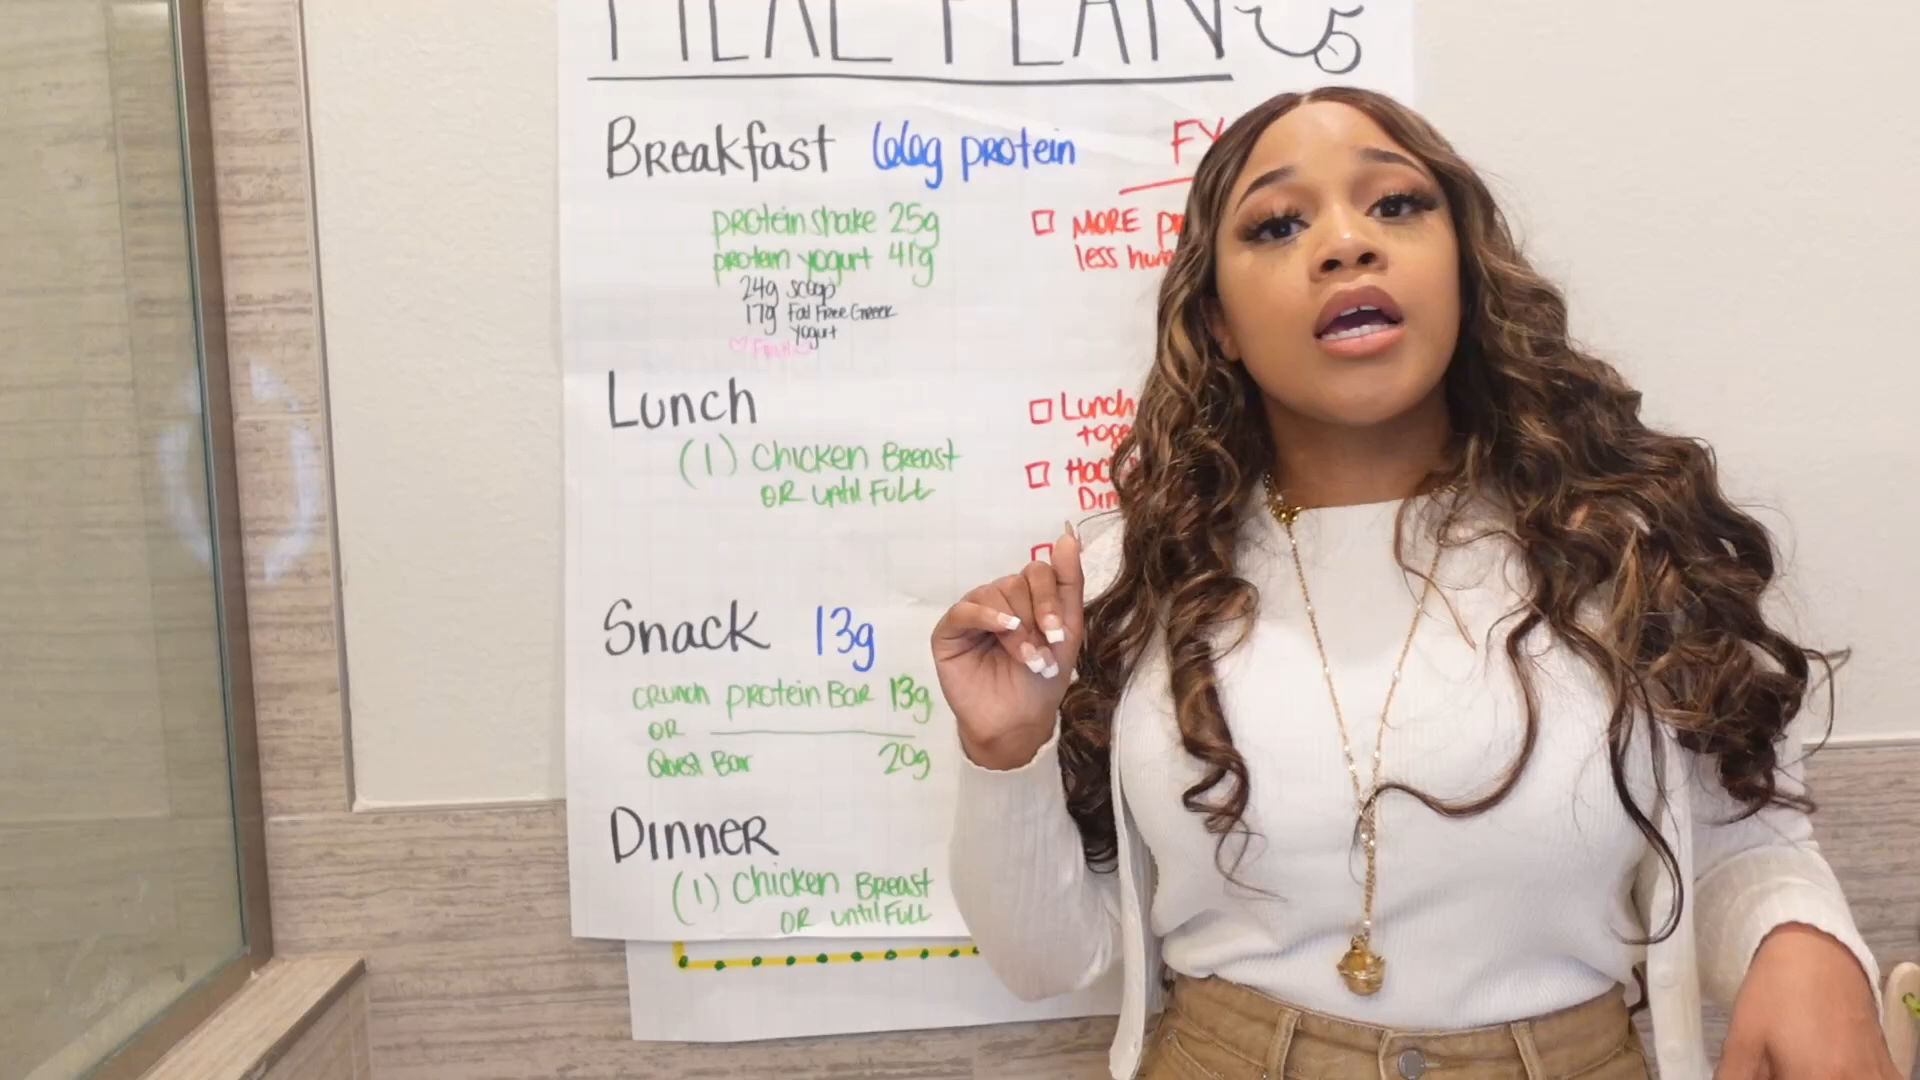 MEAL PLAN
Breakfast 66g protein
protein shake 25g
protein yogurt 41g
24g scoop
17g Fat Free Greek
yogurt
Lunch
(1) Chicken Breast
OR until FULL
Snack 13g
crunch protein Bar 13g
OR
Quest Bar 20g
Dinner
(1) Chicken Breast
OR until FULL
FY
MORE
less
Lunch